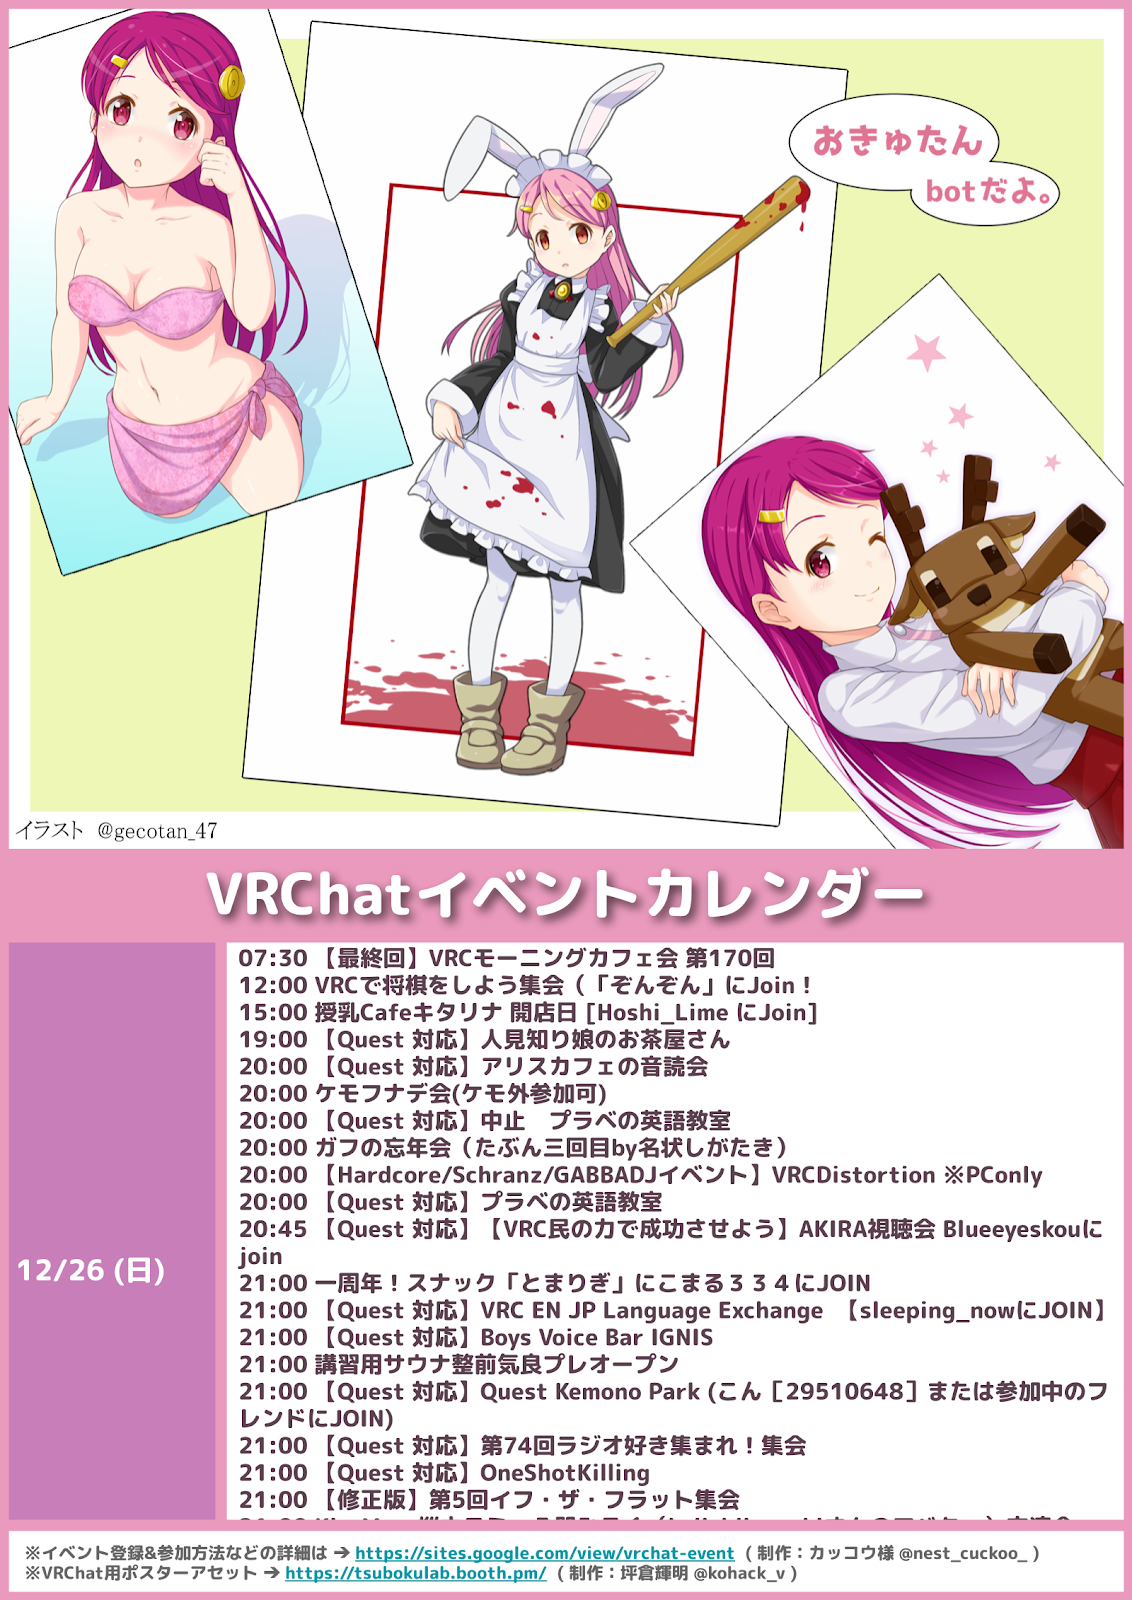 おきゅたん
botだよ。
イラスト @gecotan_47
VRChatイベントカレンダー
12/26 (日)
07:30 【最終回】VRCモーニングカフェ会 第170回
12:00 VRCで将棋をしよう集会（「ぞんぞん」にJoin！
15:00 授乳Cafeキタリナ 開店日 [Hoshi_Lime にJoin]
19:00 【Quest 対応】人見知り娘のお茶屋さん
20:00 【Quest 対応】アリスカフェの音読会
20:00 ケモフナデ会(ケモ外参加可)
20:00 【Quest 対応】中止　プラベの英語教室
20:00 ガフの忘年会（たぶん三回目by名状しがたき）
20:00 【Hardcore/Schranz/GABBADJイベント】VRCDistortion ※PConly
20:00 【Quest 対応】プラベの英語教室
20:45 【Quest 対応】【VRC民の力で成功させよう】AKIRA視聴会 Blueeyeskouに
join
21:00 一周年！スナック「とまりぎ」にこまる３３４にJOIN
21:00 【Quest 対応】VRC EN JP Language Exchange 【sleeping_nowにJOIN】
21:00 【Quest 対応】Boys Voice Bar IGNIS
21:00 講習用サウナ整前気良プレオープン
21:00 【Quest 対応】Quest Kemono Park (こん［29510648］または参加中のフ
レンドにJOIN)
21:00 【Quest 対応】第74回ラジオ好き集まれ！集会
21:00 【Quest 対応】OneShotKilling
21:00 【修正版】第5回イフ・ザ・フラット集会
※イベント登録&参加方法などの詳細は ➔ https://sites.google.com/view/vrchat-event ( 制作：カッコウ様 @nest_cuckoo_ )
※VRChat用ポスターアセット ➔ https://tsubokulab.booth.pm/ ( 制作：坪倉輝明 @kohack_v )